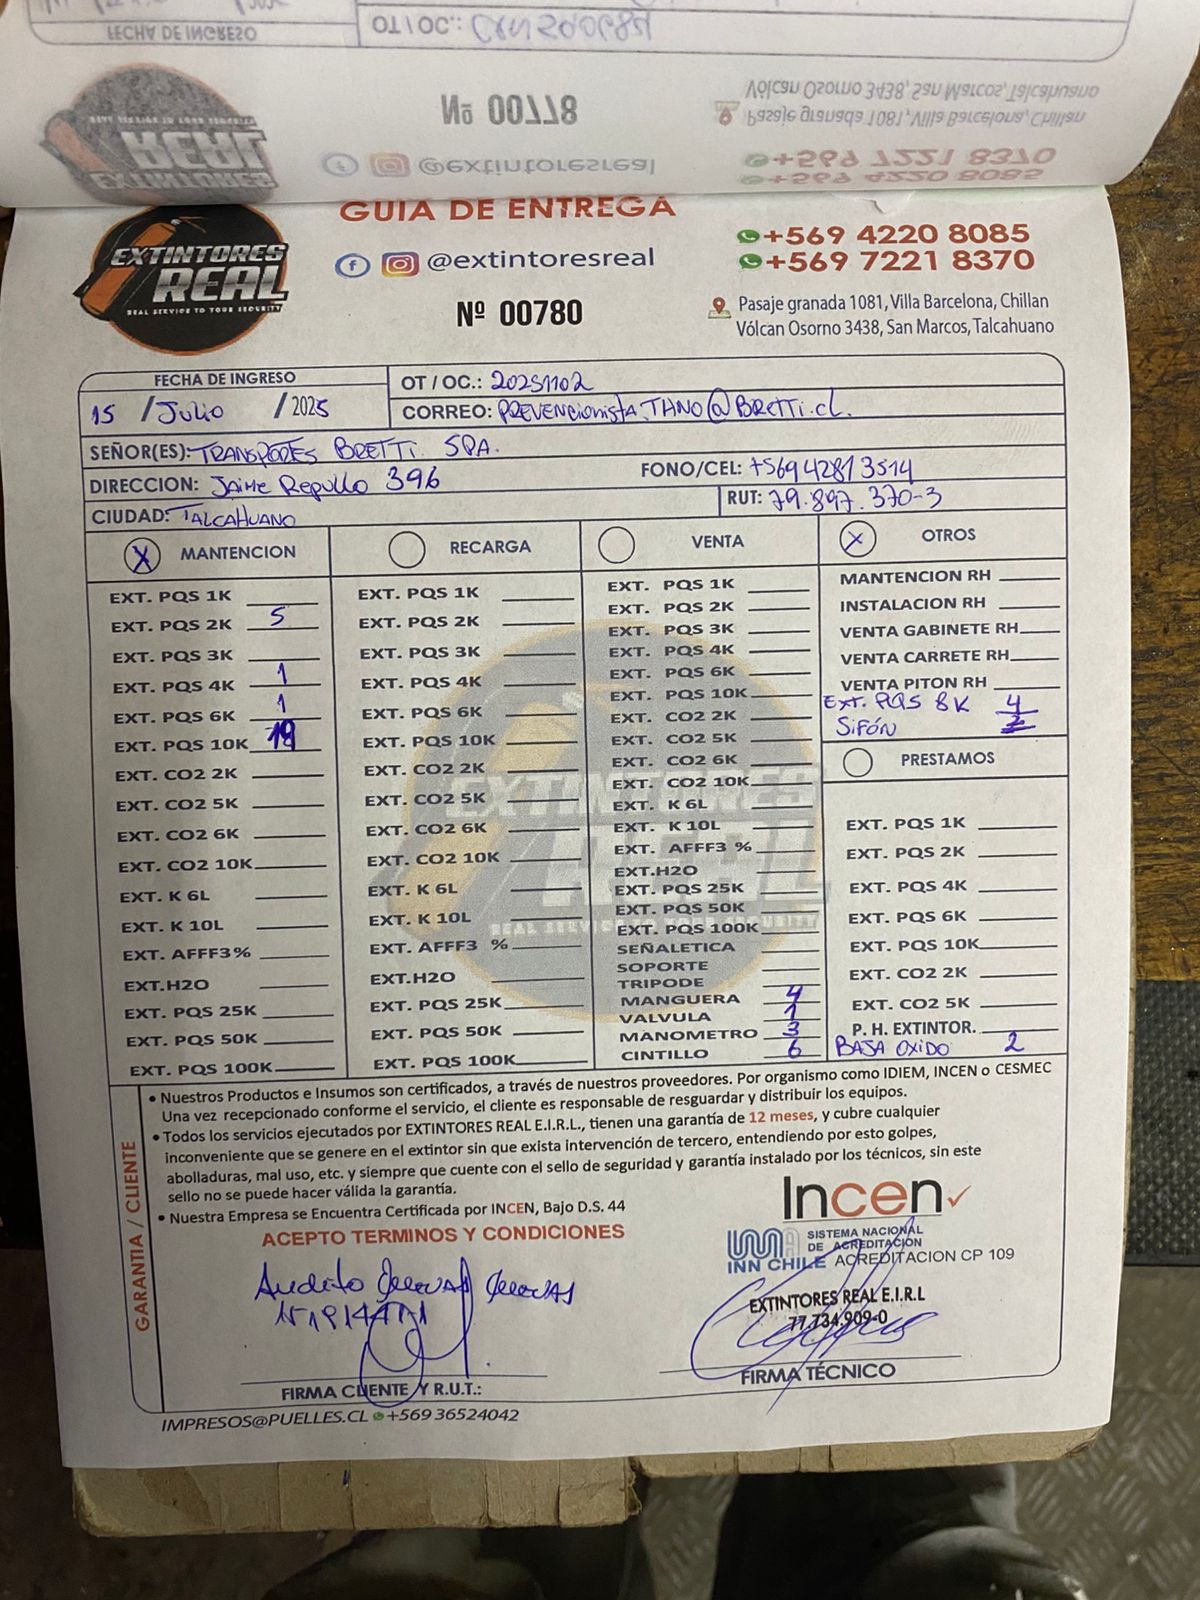 FECHA DE INGRESO
OT / OC.:
Nº 00778
Vólcan Osorno 3438, San Marcos, Talcahuano
Pasaje granada 1081, Villa Barcelona, Chillan
@extintoresreal
+569 7221 8370
+569 4220 8085
EXTINTORES REAL
GUIA DE ENTREGA
EXTINTORES
REAL
REAL SERVICE TO YOUR SECURITY
@extintoresreal
Nº 00780
+569 4220 8085
+569 7221 8370
Pasaje granada 1081, Villa Barcelona, Chillan
Vólcan Osorno 3438, San Marcos, Talcahuano
FECHA DE INGRESO
15 / Julio / 2025
OT / OC.: 20251102
CORREO: PREVENCIONISTA.THNO@BRETTI.CL.
SEÑOR(ES): TRANSPORTES BRETTI SPA.
DIRECCION: Jaime Repullo 396
FONO/CEL: +56942813514
CIUDAD: TALCAHUANO
RUT: 79.897.370-3
X MANTENCION
EXT. PQS 1K
EXT. PQS 2K 5
EXT. PQS 3K
EXT. PQS 4K 1
EXT. PQS 6K 1
EXT. PQS 10K
EXT. CO2 2K
EXT. CO2 5K
EXT. CO2 6K
EXT. CO2 10K
EXT. K 6L
EXT. K 10L
EXT. AFFF3%
EXT.H2O
EXT. PQS 25K
EXT. PQS 50K
EXT. PQS 100K
RECARGA
EXT. PQS 1K
EXT. PQS 2K
EXT. PQS 3K
EXT. PQS 4K
EXT. PQS 6K
EXT. PQS 10K
EXT. CO2 2K
EXT. CO2 5K
EXT. CO2 6K
EXT. CO2 10K
EXT. K 6L
EXT. K 10L
EXT. AFFF3 %
EXT.H2O
EXT. PQS 25K
EXT. PQS 50K
EXT. PQS 100K
VENTA
EXT. PQS 1K
EXT. PQS 2K
EXT. PQS 3K
EXT. PQS 4K
EXT. PQS 6K
EXT. PQS 10K
EXT. CO2 2K
EXT. CO2 5K
EXT. CO2 6K
EXT. CO2 10K
EXT. K 6L
EXT. K 10L
EXT. AFFF3 %
EXT.H2O
EXT. PQS 25K
EXT. PQS 50K
EXT. PQS 100K
SEÑALETICA
SOPORTE
TRIPODE
MANGUERA 4
VALVULA 1
MANOMETRO 3
CINTILLO 6
X OTROS
MANTENCION RH
INSTALACION RH
VENTA GABINETE RH
VENTA CARRETE RH
VENTA PITON RH
EXT. PQS 8K 4
SIFÓN 2
PRESTAMOS
EXT. PQS 1K
EXT. PQS 2K
EXT. PQS 4K
EXT. PQS 6K
EXT. PQS 10K
EXT. CO2 2K
EXT. CO2 5K
P. H. EXTINTOR.
BAJA OXIDO 2
EXTINTORES
REAL
REAL SERVICE TO YOUR SECURITY
GARANTIA / CLIENTE
• Nuestros Productos e Insumos son certificados, a través de nuestros proveedores. Por organismo como IDIEM, INCEN o CESMEC
Una vez recepcionado conforme el servicio, el cliente es responsable de resguardar y distribuir los equipos.
• Todos los servicios ejecutados por EXTINTORES REAL E.I.R.L., tienen una garantía de 12 meses, y cubre cualquier
inconveniente que se genere en el extintor sin que exista intervención de tercero, entendiendo por esto golpes,
abolladuras, mal uso, etc. y siempre que cuente con el sello de seguridad y garantía instalado por los técnicos, sin este
sello no se puede hacer válida la garantía.
• Nuestra Empresa se Encuentra Certificada por INCEN, Bajo D.S. 44
ACEPTO TERMINOS Y CONDICIONES
Incen
INN CHILE
SISTEMA NACIONAL
DE ACREDITACIÓN
ACREDITACION CP 109
EXTINTORES REAL E.I.R.L
77.734.909-0
FIRMA CLIENTE Y R.U.T.:
FIRMA TÉCNICO
IMPRESOS@PUELLES.CL +569 36524042